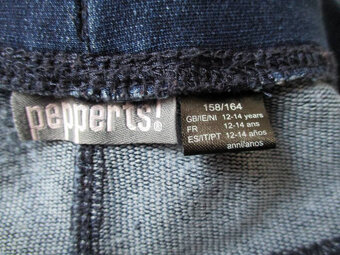 pepperts!
158/164
GB/IE/NI 12-14 years
FR 12-14 ans
ES/IT/PT 12-14 años
anni/anos